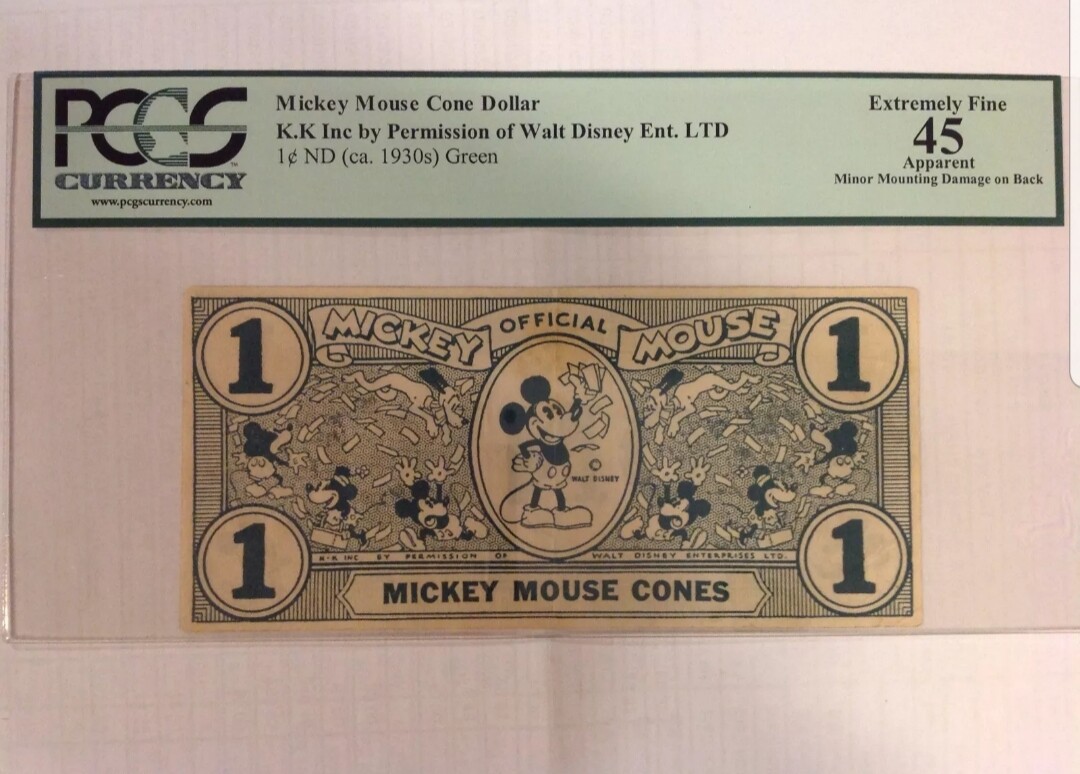 PCGS
CURRENCY
www.pcgscurrency.com
Mickey Mouse Cone Dollar
K.K Inc by Permission of Walt Disney Ent. LTD
1¢ ND (ca. 1930s) Green
Extremely Fine
45
Apparent
Minor Mounting Damage on Back
1 MICKEY OFFICIAL MOUSE 1
© WALT DISNEY
K-K INC BY PERMISSION OF WALT DISNEY ENTERPRISES LTD.
1 MICKEY MOUSE CONES 1